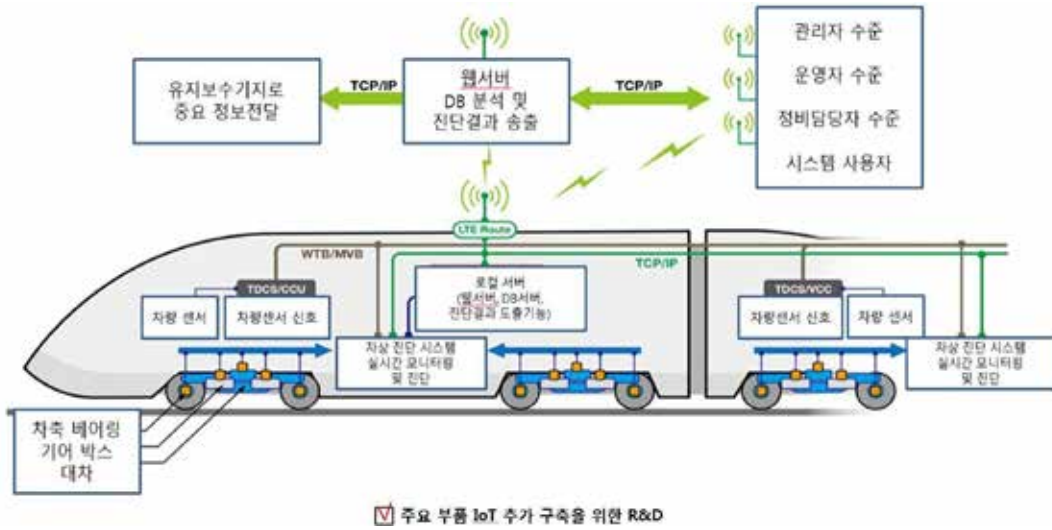 유지보수기지로
중요 정보전달
TCP/IP
웹서버
DB 분석 및
진단결과 송출
TCP/IP
관리자 수준
운영자 수준
정비담당자 수준
시스템 사용자
LTE Route
WTB/MVB
TCP/IP
TDCS/CCU
차량 센서
차량센서 신호
로컬 서버
(웹서버, DB서버,
진단결과 도출기능)
차상 진단 시스템
실시간 모니터링
및 진단
TDCS/VCC
차량센서 신호
차량 센서
차상 진단 시스템
실시간 모니터링
및 진단
차축 베어링
기어 박스
대차
주요 부품 IoT 추가 구축을 위한 R&D